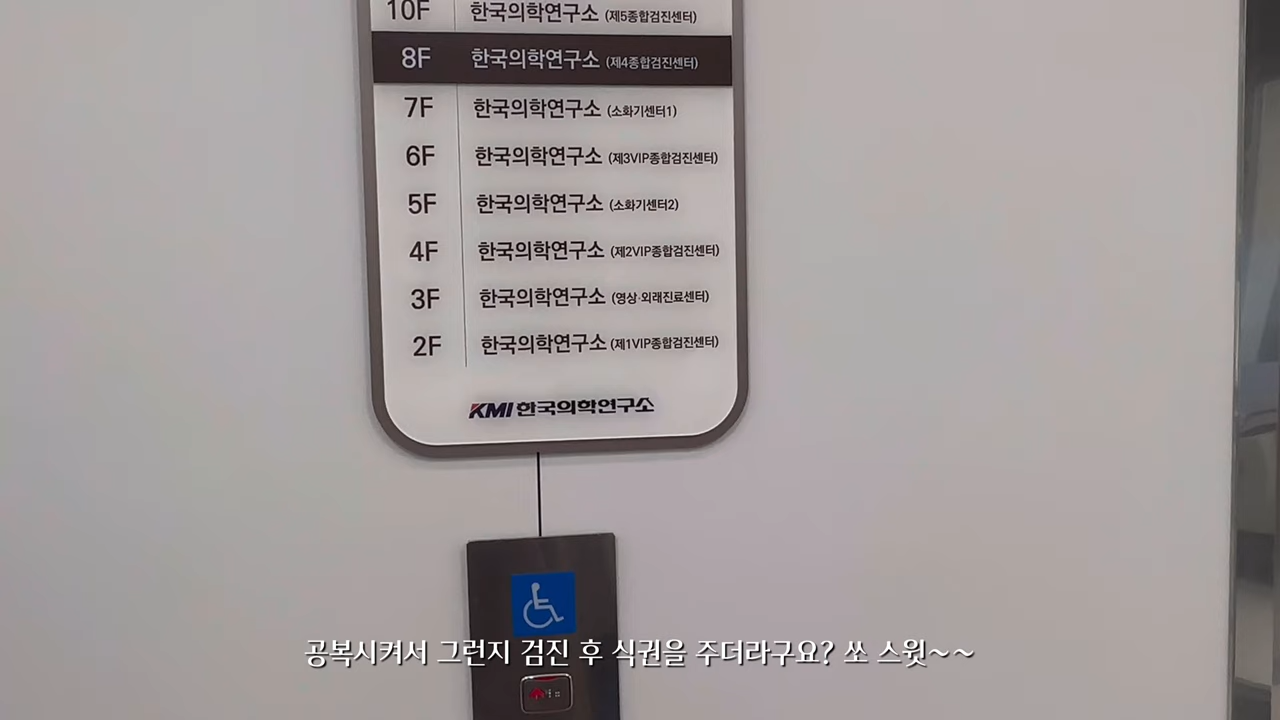 10F 한국의학연구소 (제5종합검진센터)
8F 한국의학연구소 (제4종합검진센터)
7F 한국의학연구소 (소화기센터1)
6F 한국의학연구소 (제3VIP종합검진센터)
5F 한국의학연구소 (소화기센터2)
4F 한국의학연구소 (제2VIP종합검진센터)
3F 한국의학연구소 (영상·외래진료센터)
2F 한국의학연구소 (제1VIP종합검진센터)
KMI 한국의학연구소
공복시켜서 그런지 검진 후 식권을 주더라구요? 쏘 스윗~~